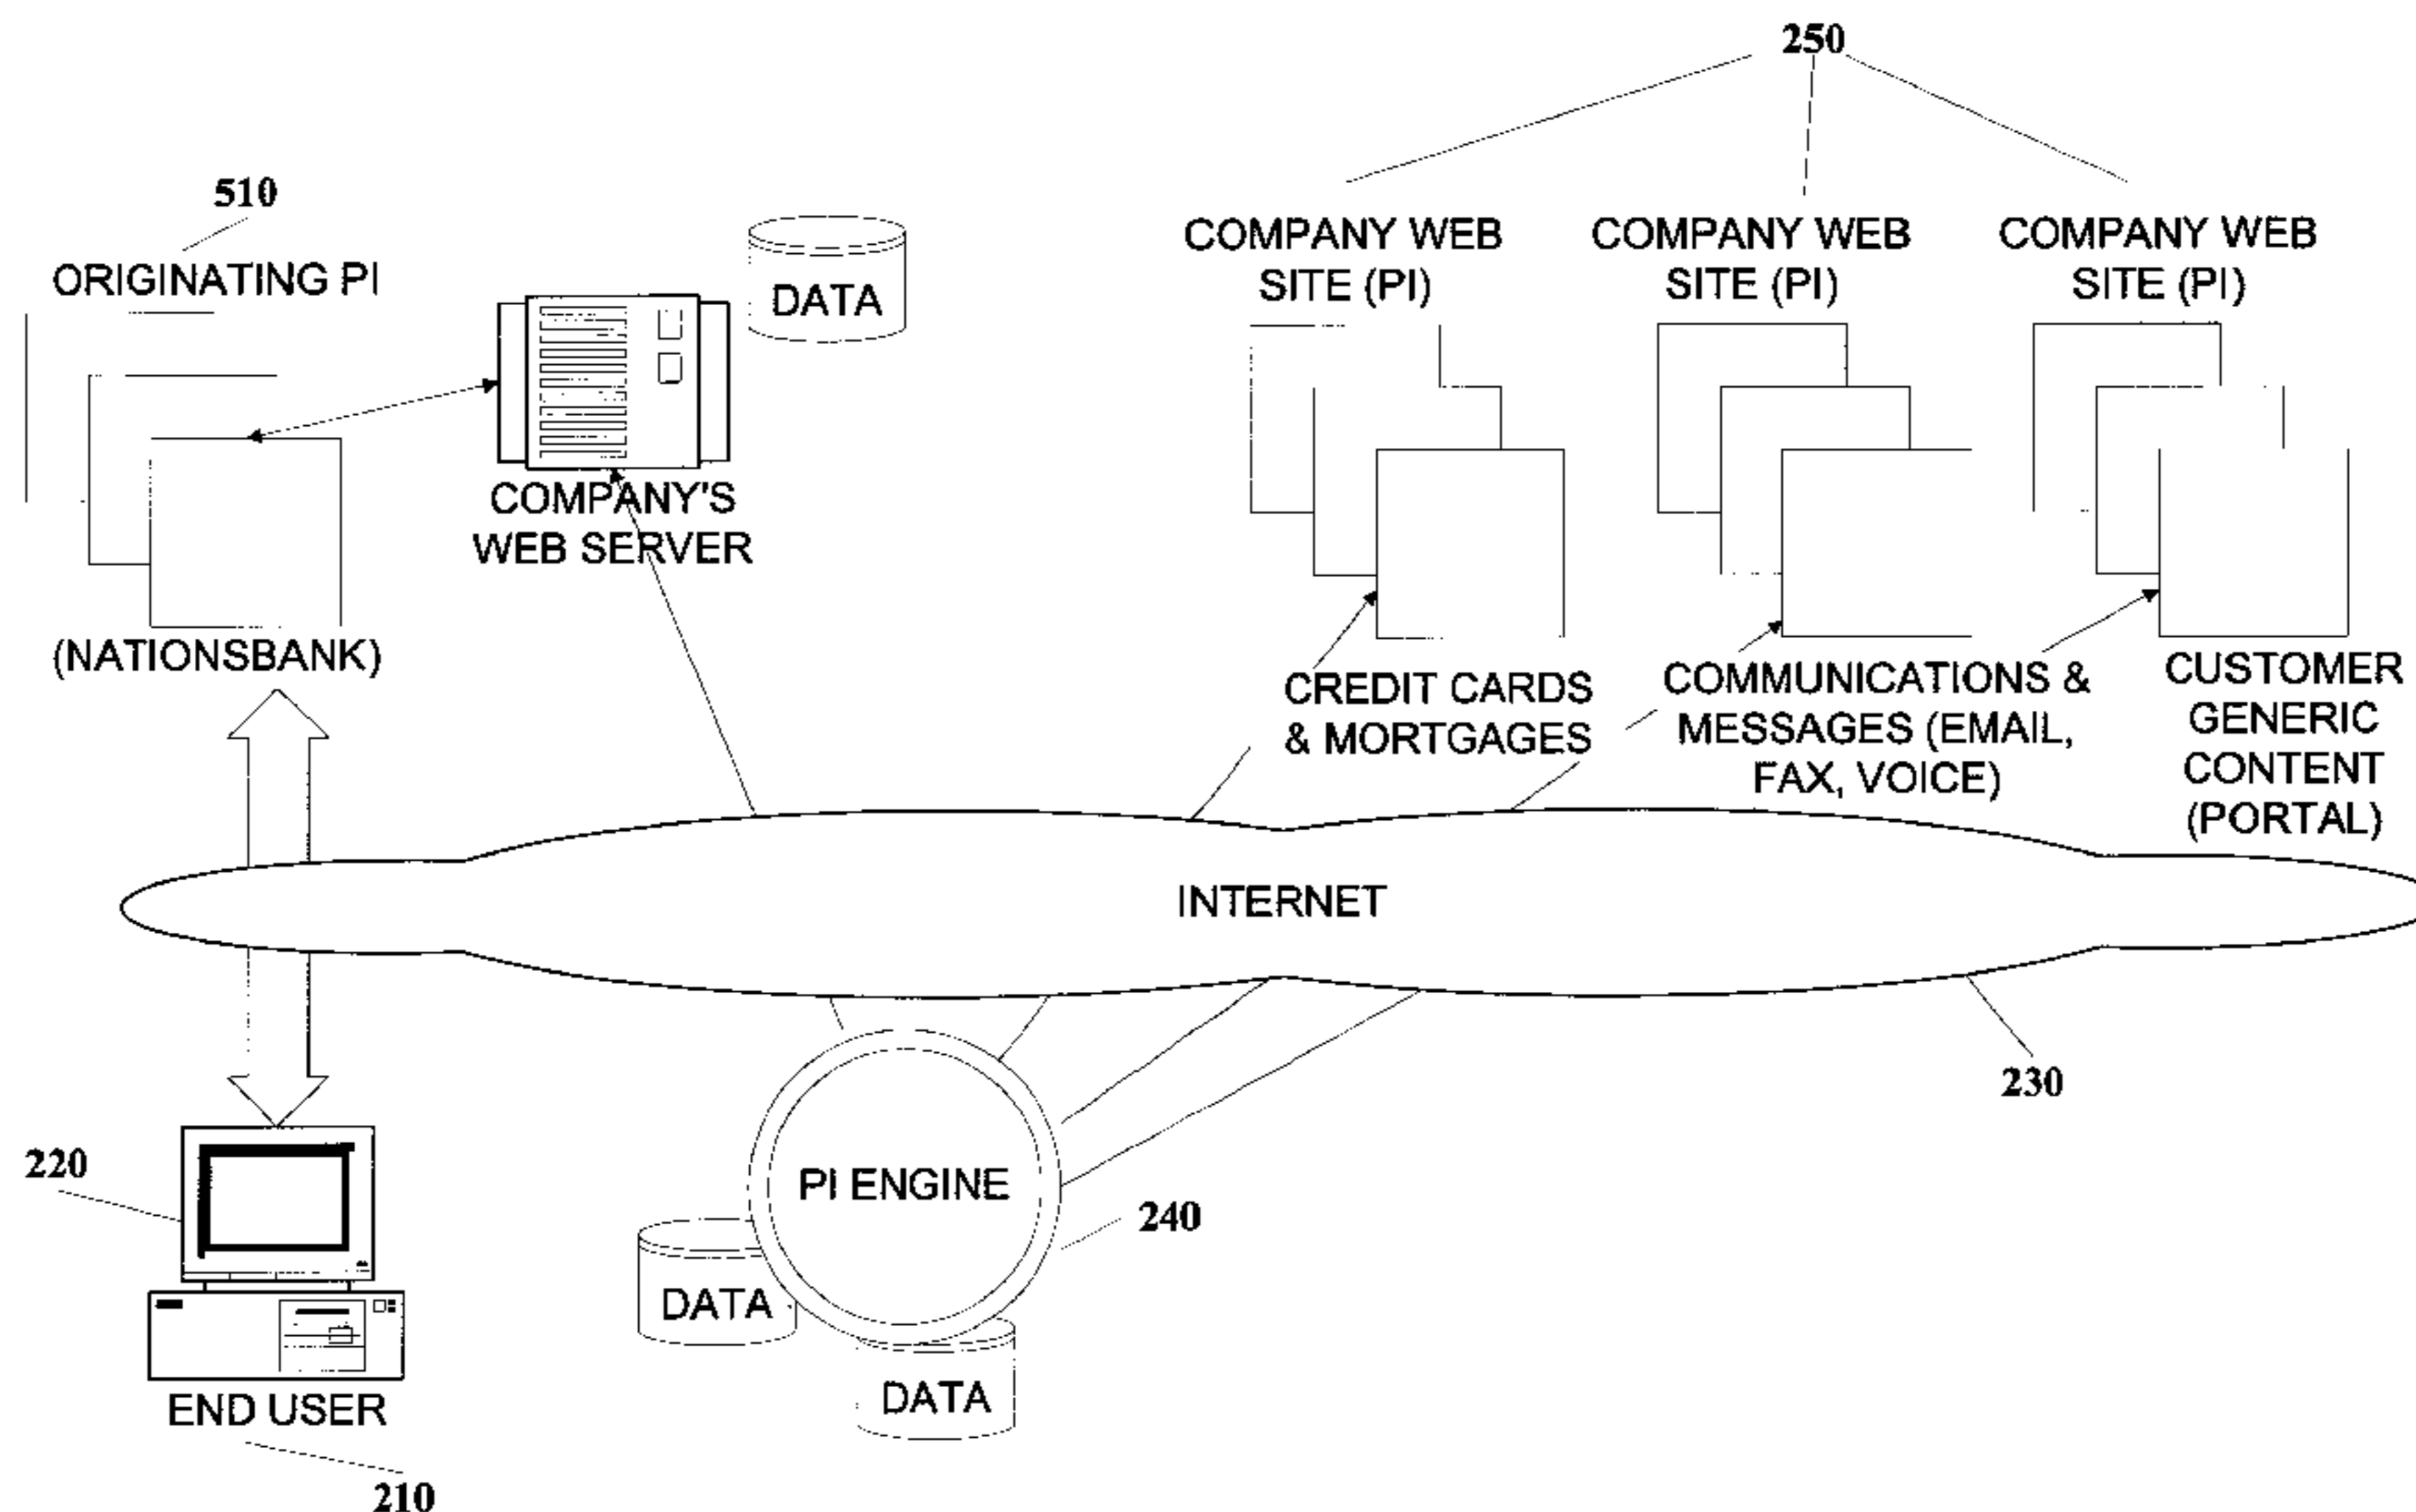 250
510
ORIGINATING PI
DATA
COMPANY'S
WEB SERVER
(NATIONSBANK)
COMPANY WEB
SITE (PI)
COMPANY WEB
SITE (PI)
COMPANY WEB
SITE (PI)
CREDIT CARDS
& MORTGAGES
COMMUNICATIONS &
MESSAGES (EMAIL,
FAX, VOICE)
CUSTOMER
GENERIC
CONTENT
(PORTAL)
INTERNET
230
220
PI ENGINE
240
DATA
DATA
END USER
210